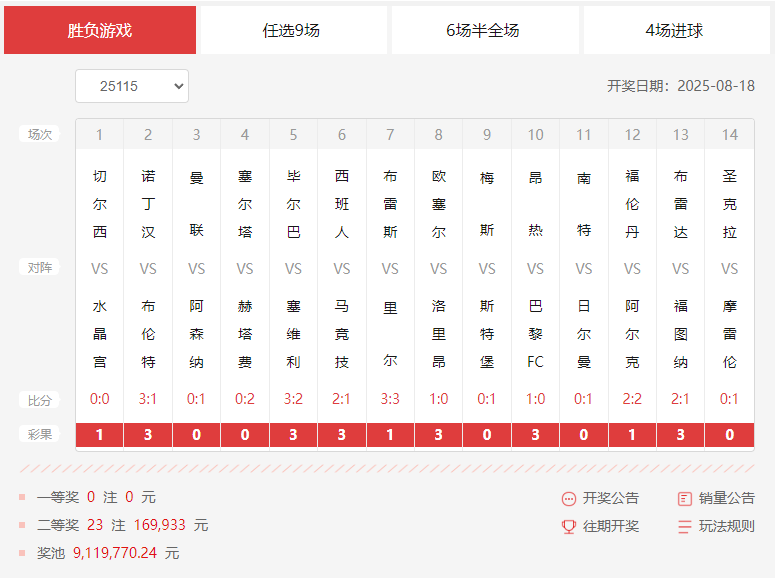 胜负游戏 任选9场 6场半全场 4场进球
25115 开奖日期：2025-08-18
场次 1 2 3 4 5 6 7 8 9 10 11 12 13 14
切尔西 诺丁汉 曼联 塞尔塔 毕尔巴 西班人 布雷斯 欧塞尔 梅斯 昂热 南特 福伦丹 布雷达 圣克拉
对阵 VS VS VS VS VS VS VS VS VS VS VS VS VS VS
水晶宫 布伦特 阿森纳 赫塔费 塞维利 马竞技 里尔 洛里昂 斯特堡 巴黎FC 日尔曼 阿尔克 福图纳 摩雷伦
比分 0:0 3:1 0:1 0:2 3:2 2:1 3:3 1:0 0:1 1:0 0:1 2:2 2:1 0:1
彩果 1 3 0 0 3 3 1 3 0 3 0 1 3 0
一等奖 0 注 0 元
二等奖 23 注 169,933 元
奖池 9,119,770.24 元
开奖公告 销量公告
往期开奖 玩法规则